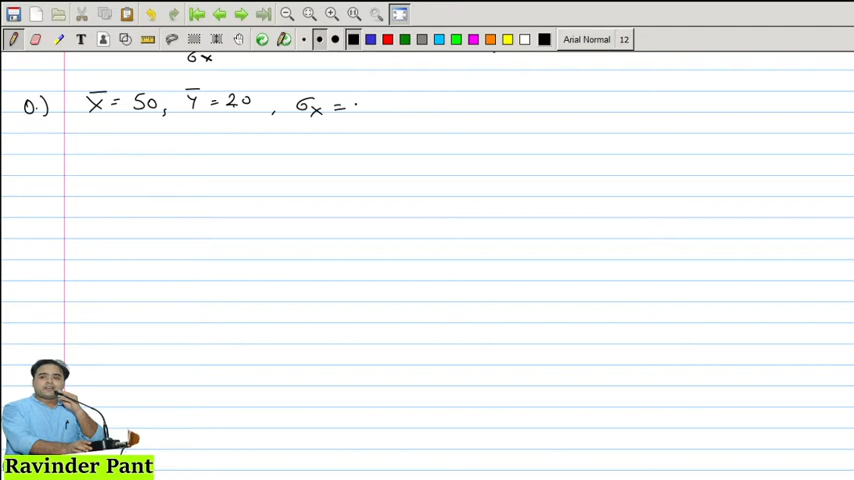 Arial Normal 12
σx
Q.) X̅ = 50, Y̅ = 20 , σx =
Ravinder Pant